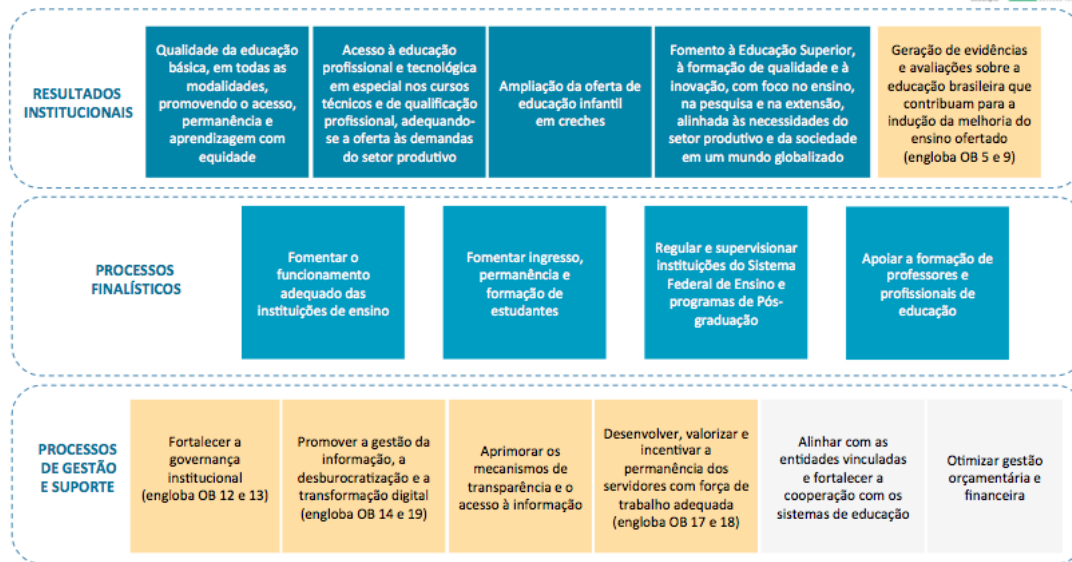 RESULTADOS
INSTITUCIONAIS
Qualidade da educação
básica, em todas as
modalidades,
promovendo o acesso,
permanência e
aprendizagem com
equidade
Acesso à educação
profissional e tecnológica
em especial nos cursos
técnicos e de qualificação
profissional, adequando-
se a oferta às demandas
do setor produtivo
Ampliação da oferta de
educação infantil
em creches
Fomento à Educação Superior,
à formação de qualidade e à
inovação, com foco no ensino,
na pesquisa e na extensão,
alinhada às necessidades do
setor produtivo e da sociedade
em um mundo globalizado
Geração de evidências
e avaliações sobre a
educação brasileira que
contribuam para a
indução da melhoria do
ensino ofertado
(engloba OB 5 e 9)
PROCESSOS
FINALÍSTICOS
Fomentar o
funcionamento
adequado das
instituições de ensino
Fomentar ingresso,
permanência e
formação de
estudantes
Regular e supervisionar
instituições do Sistema
Federal de Ensino e
programas de Pós-
graduação
Apoiar a formação de
professores e
profissionais de
educação
PROCESSOS
DE GESTÃO
E SUPORTE
Fortalecer a
governança
institucional
(engloba OB 12 e 13)
Promover a gestão da
informação, a
desburocratização e a
transformação digital
(engloba OB 14 e 19)
Aprimorar os
mecanismos de
transparência e o
acesso à informação
Desenvolver, valorizar e
incentivar a
permanência dos
servidores com força de
trabalho adequada
(engloba OB 17 e 18)
Alinhar com as
entidades vinculadas
e fortalecer a
cooperação com os
sistemas de educação
Otimizar gestão
orçamentária e
financeira